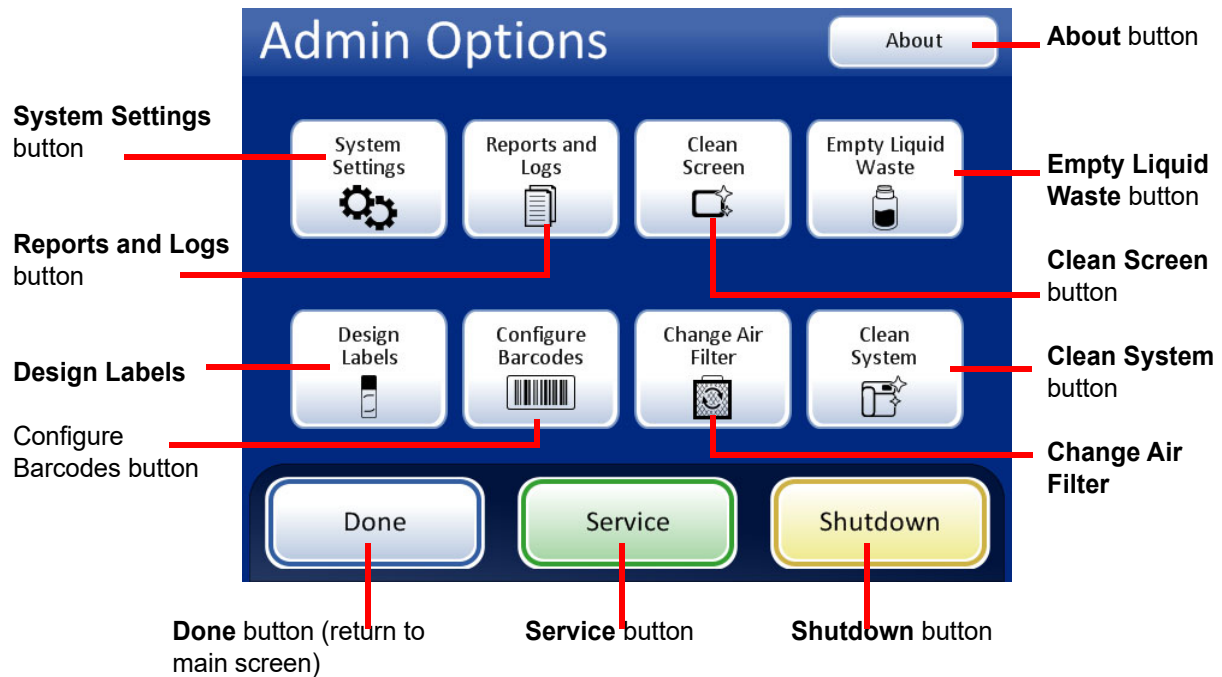 Admin Options
About
About button
System Settings
button
System
Settings
Reports and
Logs
Clean
Screen
Empty Liquid
Waste
Empty Liquid
Waste button
Reports and Logs
button
Clean Screen
button
Design
Labels
Configure
Barcodes
Change Air
Filter
Clean
System
Design Labels
Clean System
button
Configure
Barcodes button
Change Air
Filter
Done
Service
Shutdown
Done button (return to
main screen)
Service button
Shutdown button